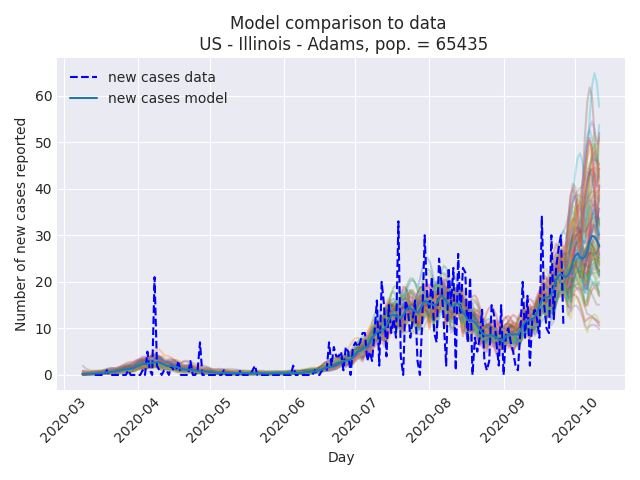 Model comparison to data
US - Illinois - Adams, pop. = 65435
new cases data
new cases model
Number of new cases reported
60
50
40
30
20
10
0
2020-03
2020-04
2020-05
2020-06
2020-07
2020-08
2020-09
2020-10
Day